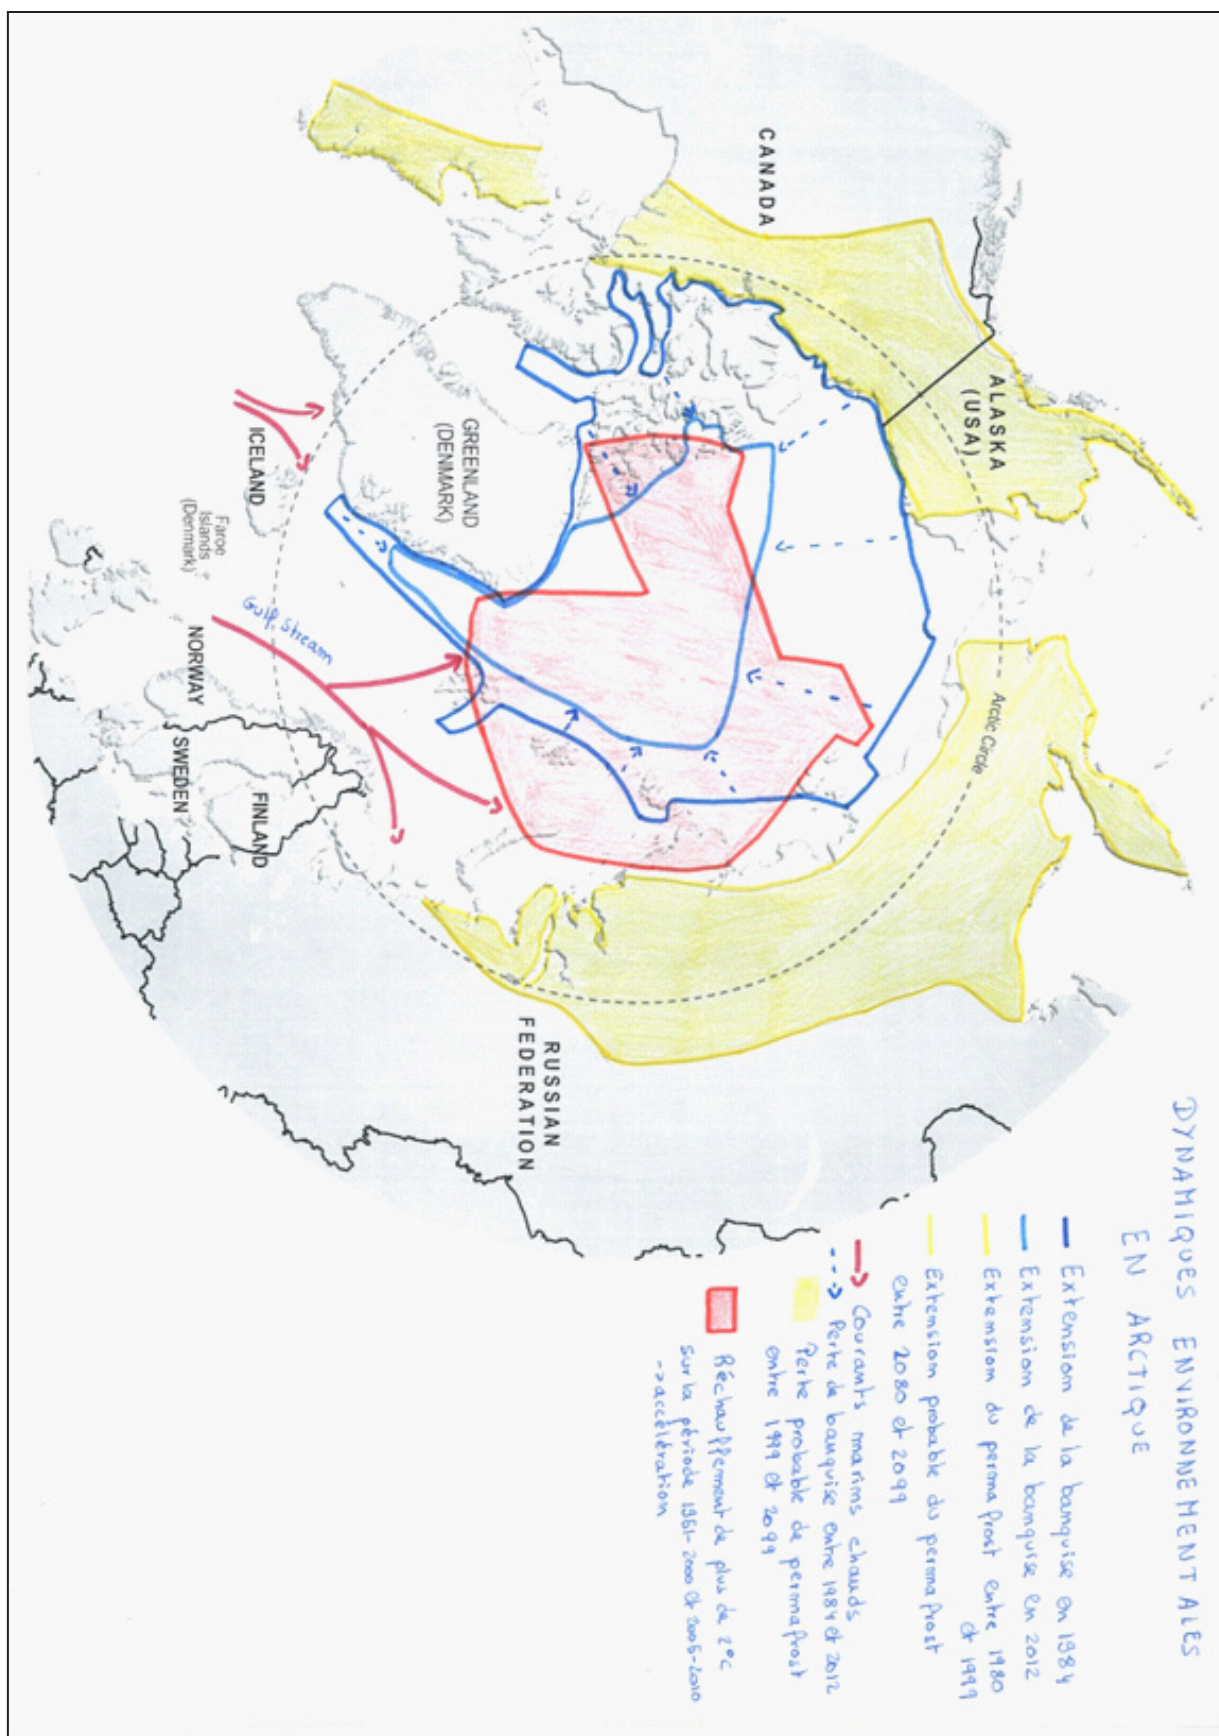 DYNAMIQUES ENVIRONNEMENTALES
EN ARCTIQUE
Extension de la banquise en 1984
Extension de la banquise en 2012
Extension du permafrost entre 1980
et 1999
Extension probable du permafrost
entre 2080 et 2099
Courants marins chauds
Perte de banquise entre 1984 et 2012
Perte probable de permafrost
entre 1999 et 2099
Réchauffement de plus de 2°C
sur la période 1961-2000 et 2006-2010
->accélération
CANADA
ALASKA
(USA)
GREENLAND
(DENMARK)
ICELAND
Faroe
Islands
(Denmark)
Gulf Stream
NORWAY
SWEDEN
FINLAND
Arctic Circle
RUSSIAN
FEDERATION